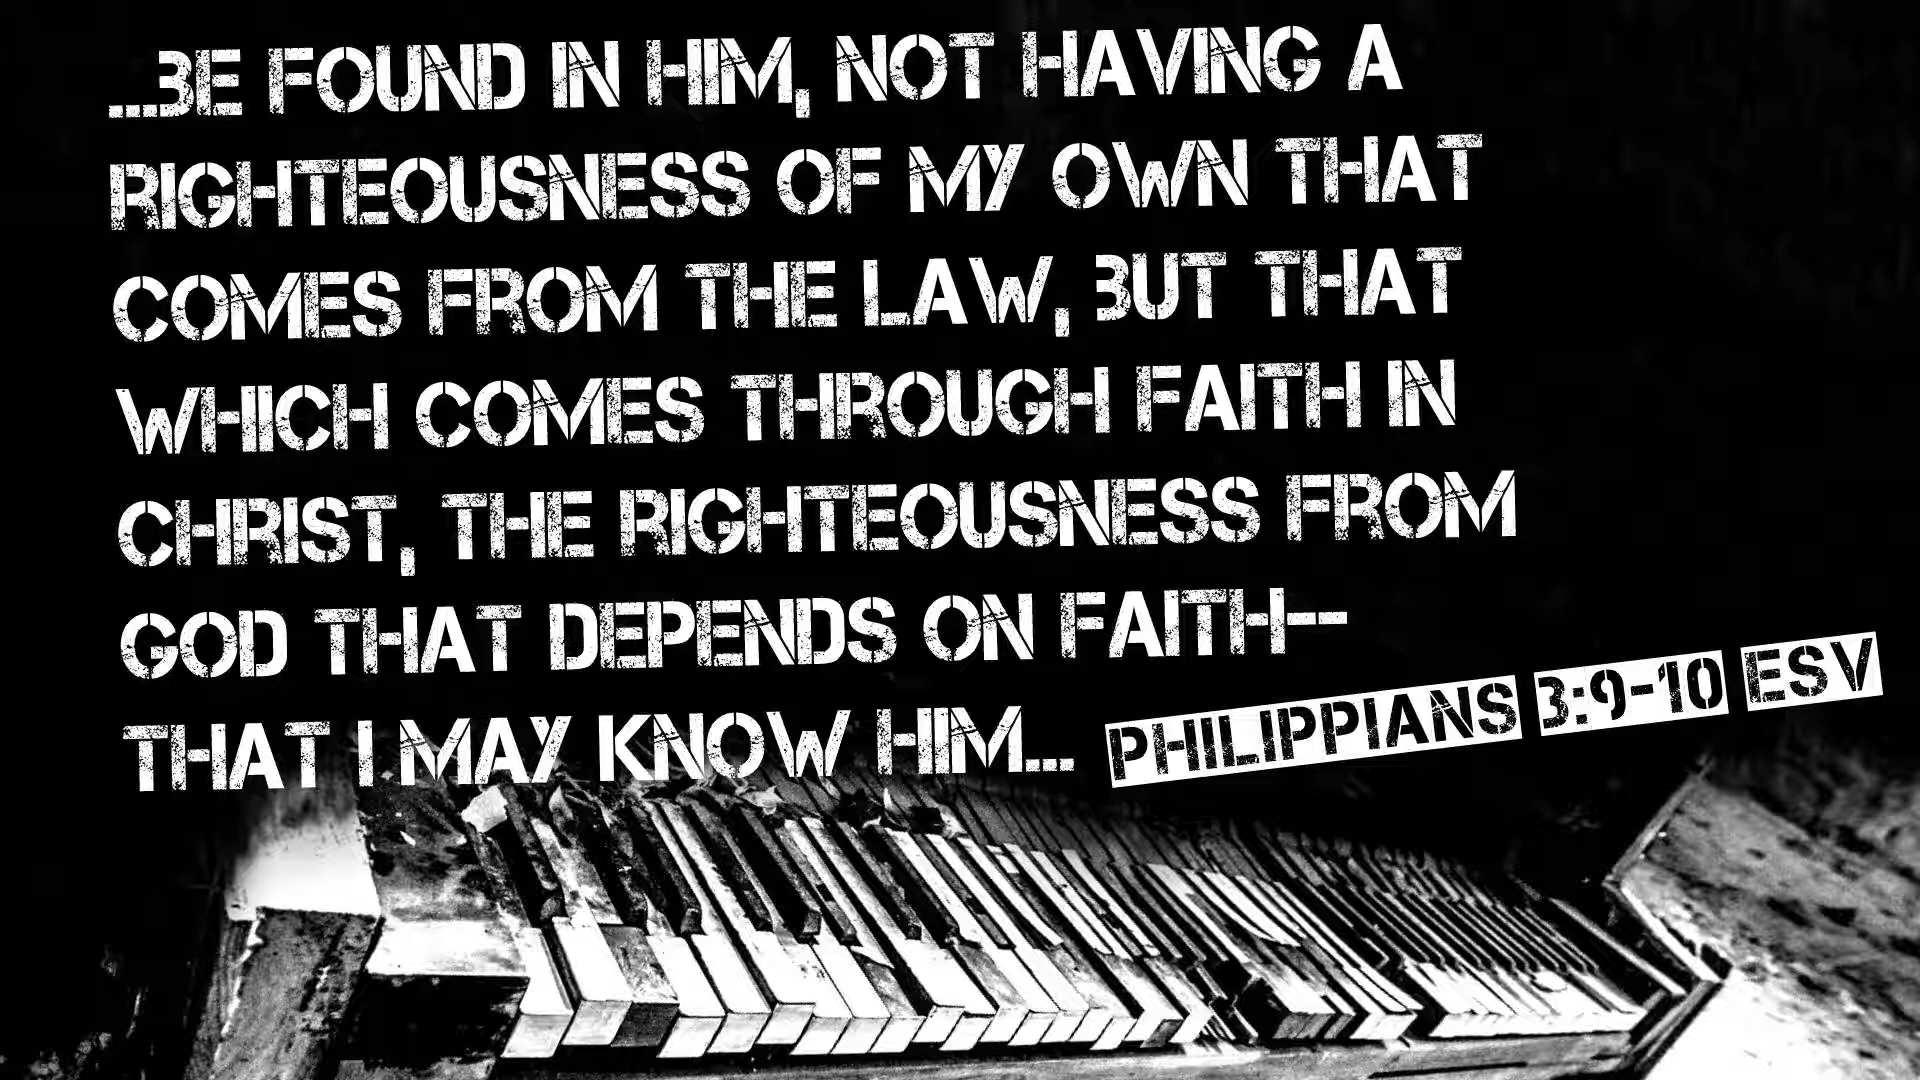 ...BE FOUND IN HIM, NOT HAVING A
RIGHTEOUSNESS OF MY OWN THAT
COMES FROM THE LAW, BUT THAT
WHICH COMES THROUGH FAITH IN
CHRIST, THE RIGHTEOUSNESS FROM
GOD THAT DEPENDS ON FAITH--
THAT I MAY KNOW HIM...
PHILIPPIANS 3:9-10 ESV